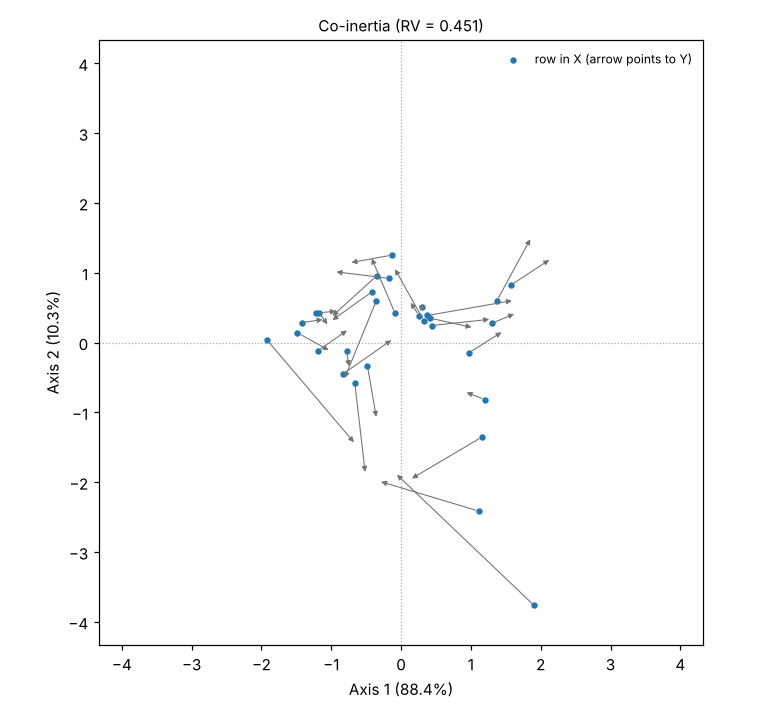 Co-inertia (RV = 0.451)
row in X (arrow points to Y)
Axis 2 (10.3%)
4
3
2
1
0
−1
−2
−3
−4
−4 −3 −2 −1 0 1 2 3 4
Axis 1 (88.4%)